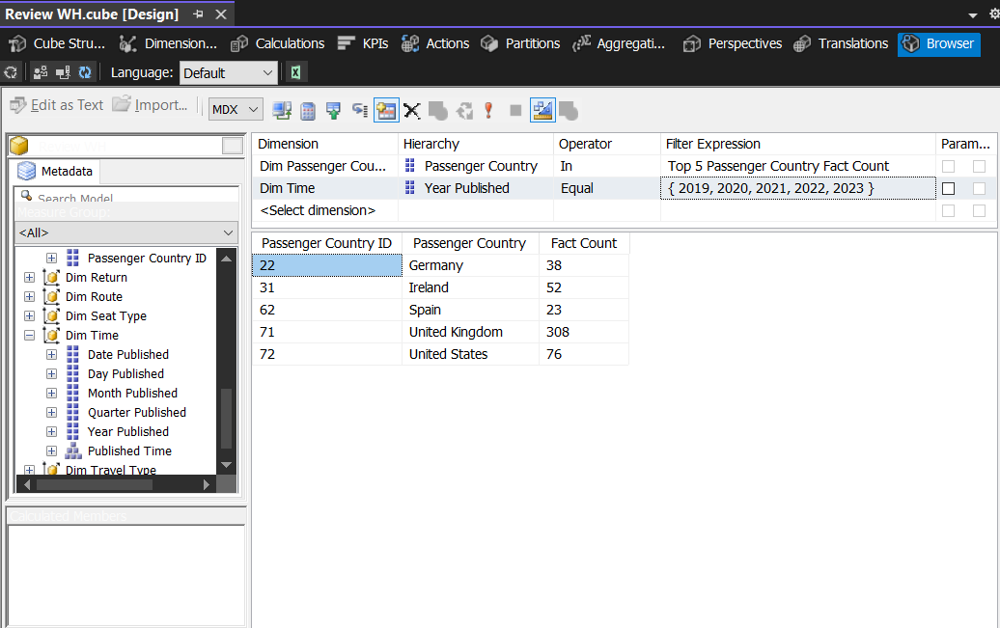 Review WH.cube [Design]
Cube Stru... Dimension... Calculations KPIs Actions Partitions Aggregati... Perspectives Translations Browser
Language: Default
Edit as Text Import... MDX
Metadata
Search Model
Measure Group:
<All>
Passenger Country ID
Dim Return
Dim Route
Dim Seat Type
Dim Time
Date Published
Day Published
Month Published
Quarter Published
Year Published
Published Time
Dim Travel Type
Calculated Members
Dimension Hierarchy Operator Filter Expression Param...
Dim Passenger Cou... Passenger Country In Top 5 Passenger Country Fact Count
Dim Time Year Published Equal { 2019, 2020, 2021, 2022, 2023 }
<Select dimension>
Passenger Country ID Passenger Country Fact Count
22 Germany 38
31 Ireland 52
62 Spain 23
71 United Kingdom 308
72 United States 76